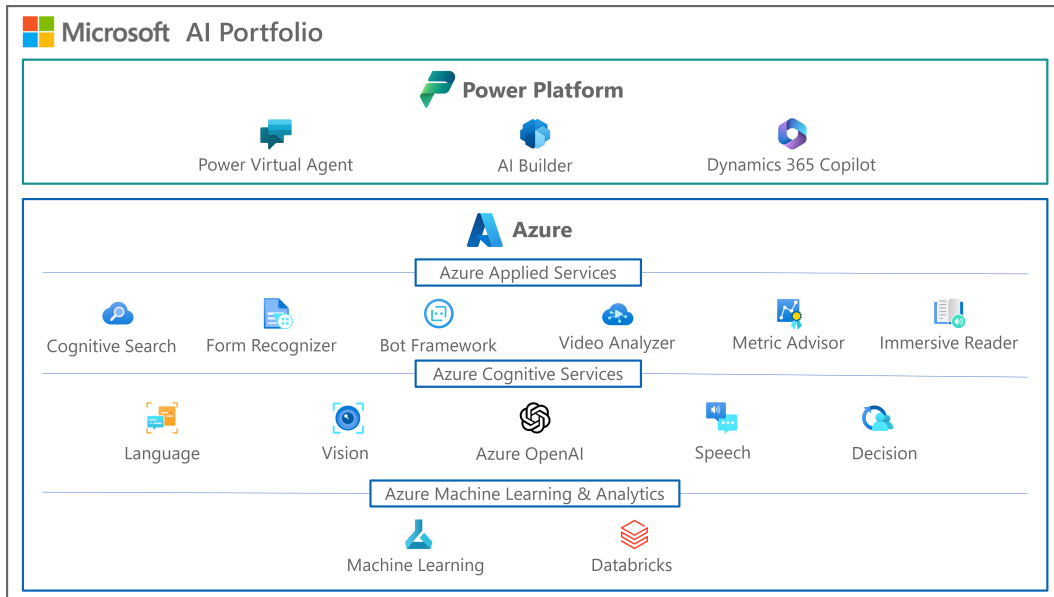 Microsoft AI Portfolio
Power Platform
Power Virtual Agent
AI Builder
Dynamics 365 Copilot
Azure
Azure Applied Services
Cognitive Search
Form Recognizer
Bot Framework
Video Analyzer
Metric Advisor
Immersive Reader
Azure Cognitive Services
Language
Vision
Azure OpenAI
Speech
Decision
Azure Machine Learning & Analytics
Machine Learning
Databricks